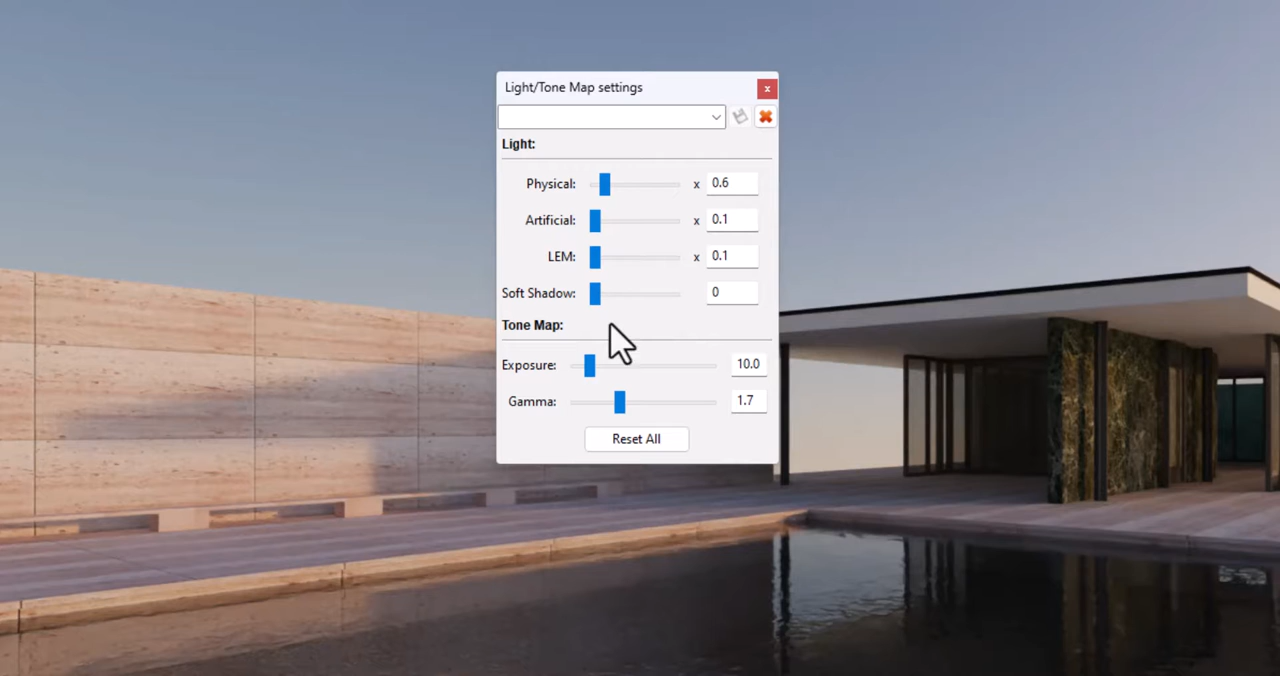 Light/Tone Map settings
x
Light:
Physical: x 0.6
Artificial: x 0.1
LEM: x 0.1
Soft Shadow: 0
Tone Map:
Exposure: 10.0
Gamma: 1.7
Reset All